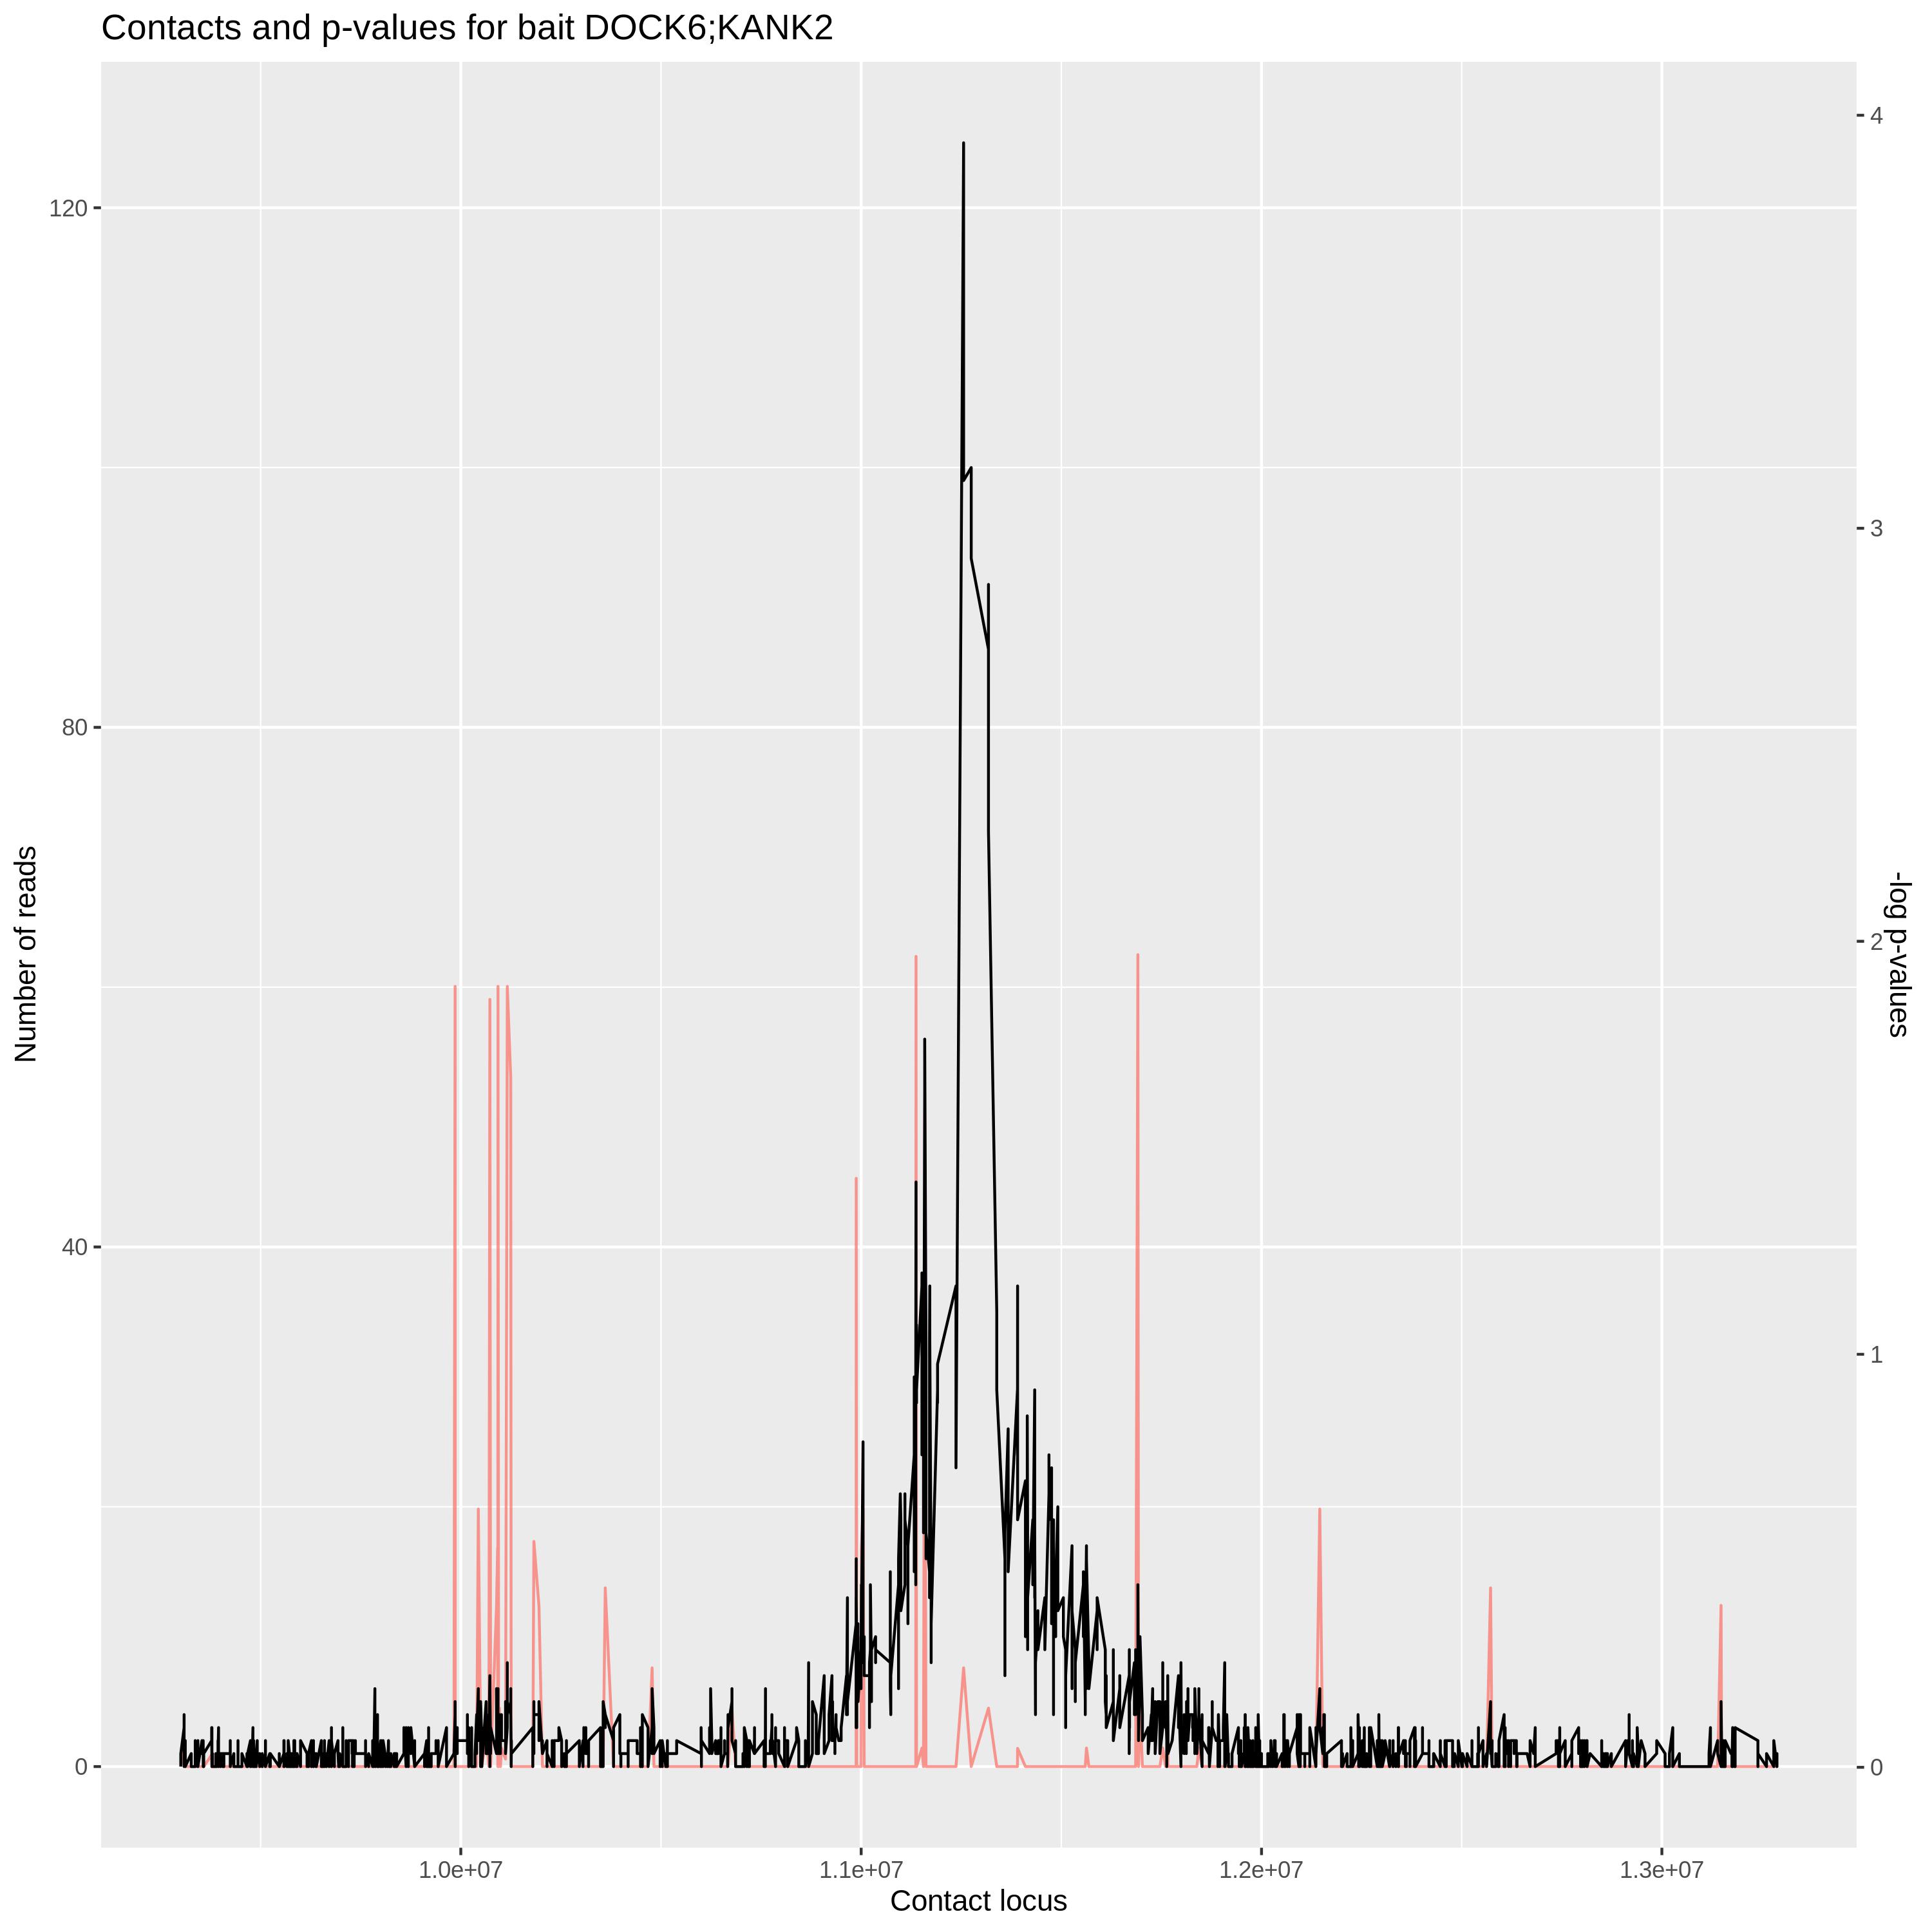 Contacts and p-values for bait DOCK6;KANK2
120
80
40
0
Number of reads
4
3
2
1
0
-log p-values
1.0e+07
1.1e+07
1.2e+07
1.3e+07
Contact locus